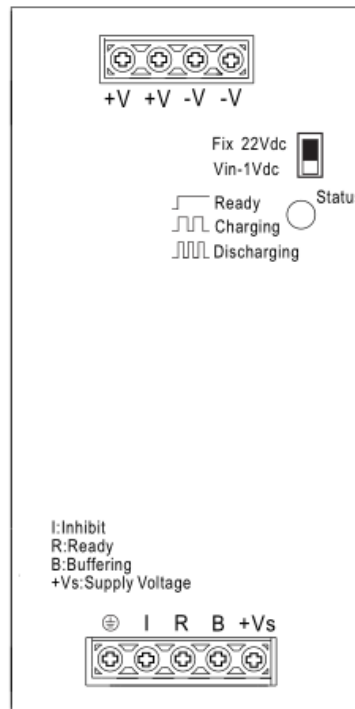 +V +V -V -V
Fix 22Vdc
Vin-1Vdc
Status
Ready
Charging
Discharging
I:Inhibit
R:Ready
B:Buffering
+Vs:Supply Voltage
I R B +Vs